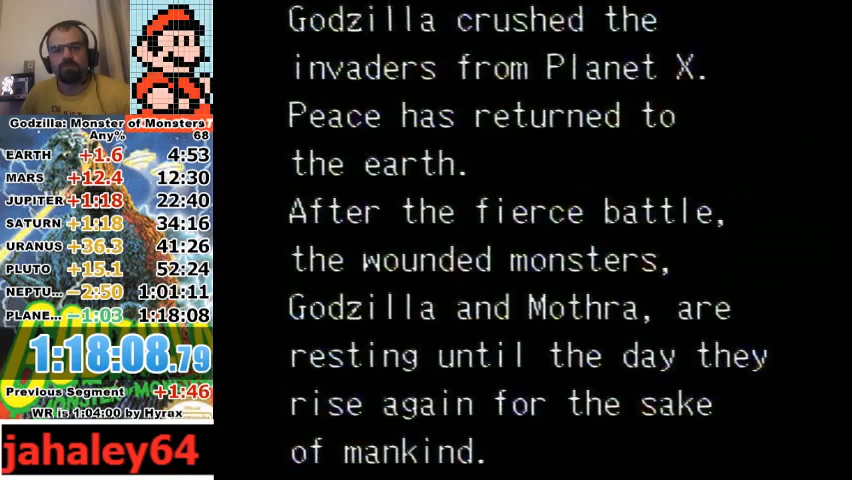 Godzilla: Monster of Monsters
Any% 68
EARTH +1.6 4:53
MARS +12.4 12:30
JUPITER +1:18 22:40
SATURN +1:18 34:16
URANUS +36.3 41:26
PLUTO +15.1 52:24
NEPTU... −2:50 1:01:11
PLANE... −1:03 1:18:08
1:18:08.79
Previous Segment +1:46
WR is 1:04:00 by Hyrax
jahaley64
Godzilla crushed the
invaders from Planet X.
Peace has returned to
the earth.
After the fierce battle,
the wounded monsters,
Godzilla and Mothra, are
resting until the day they
rise again for the sake
of mankind.